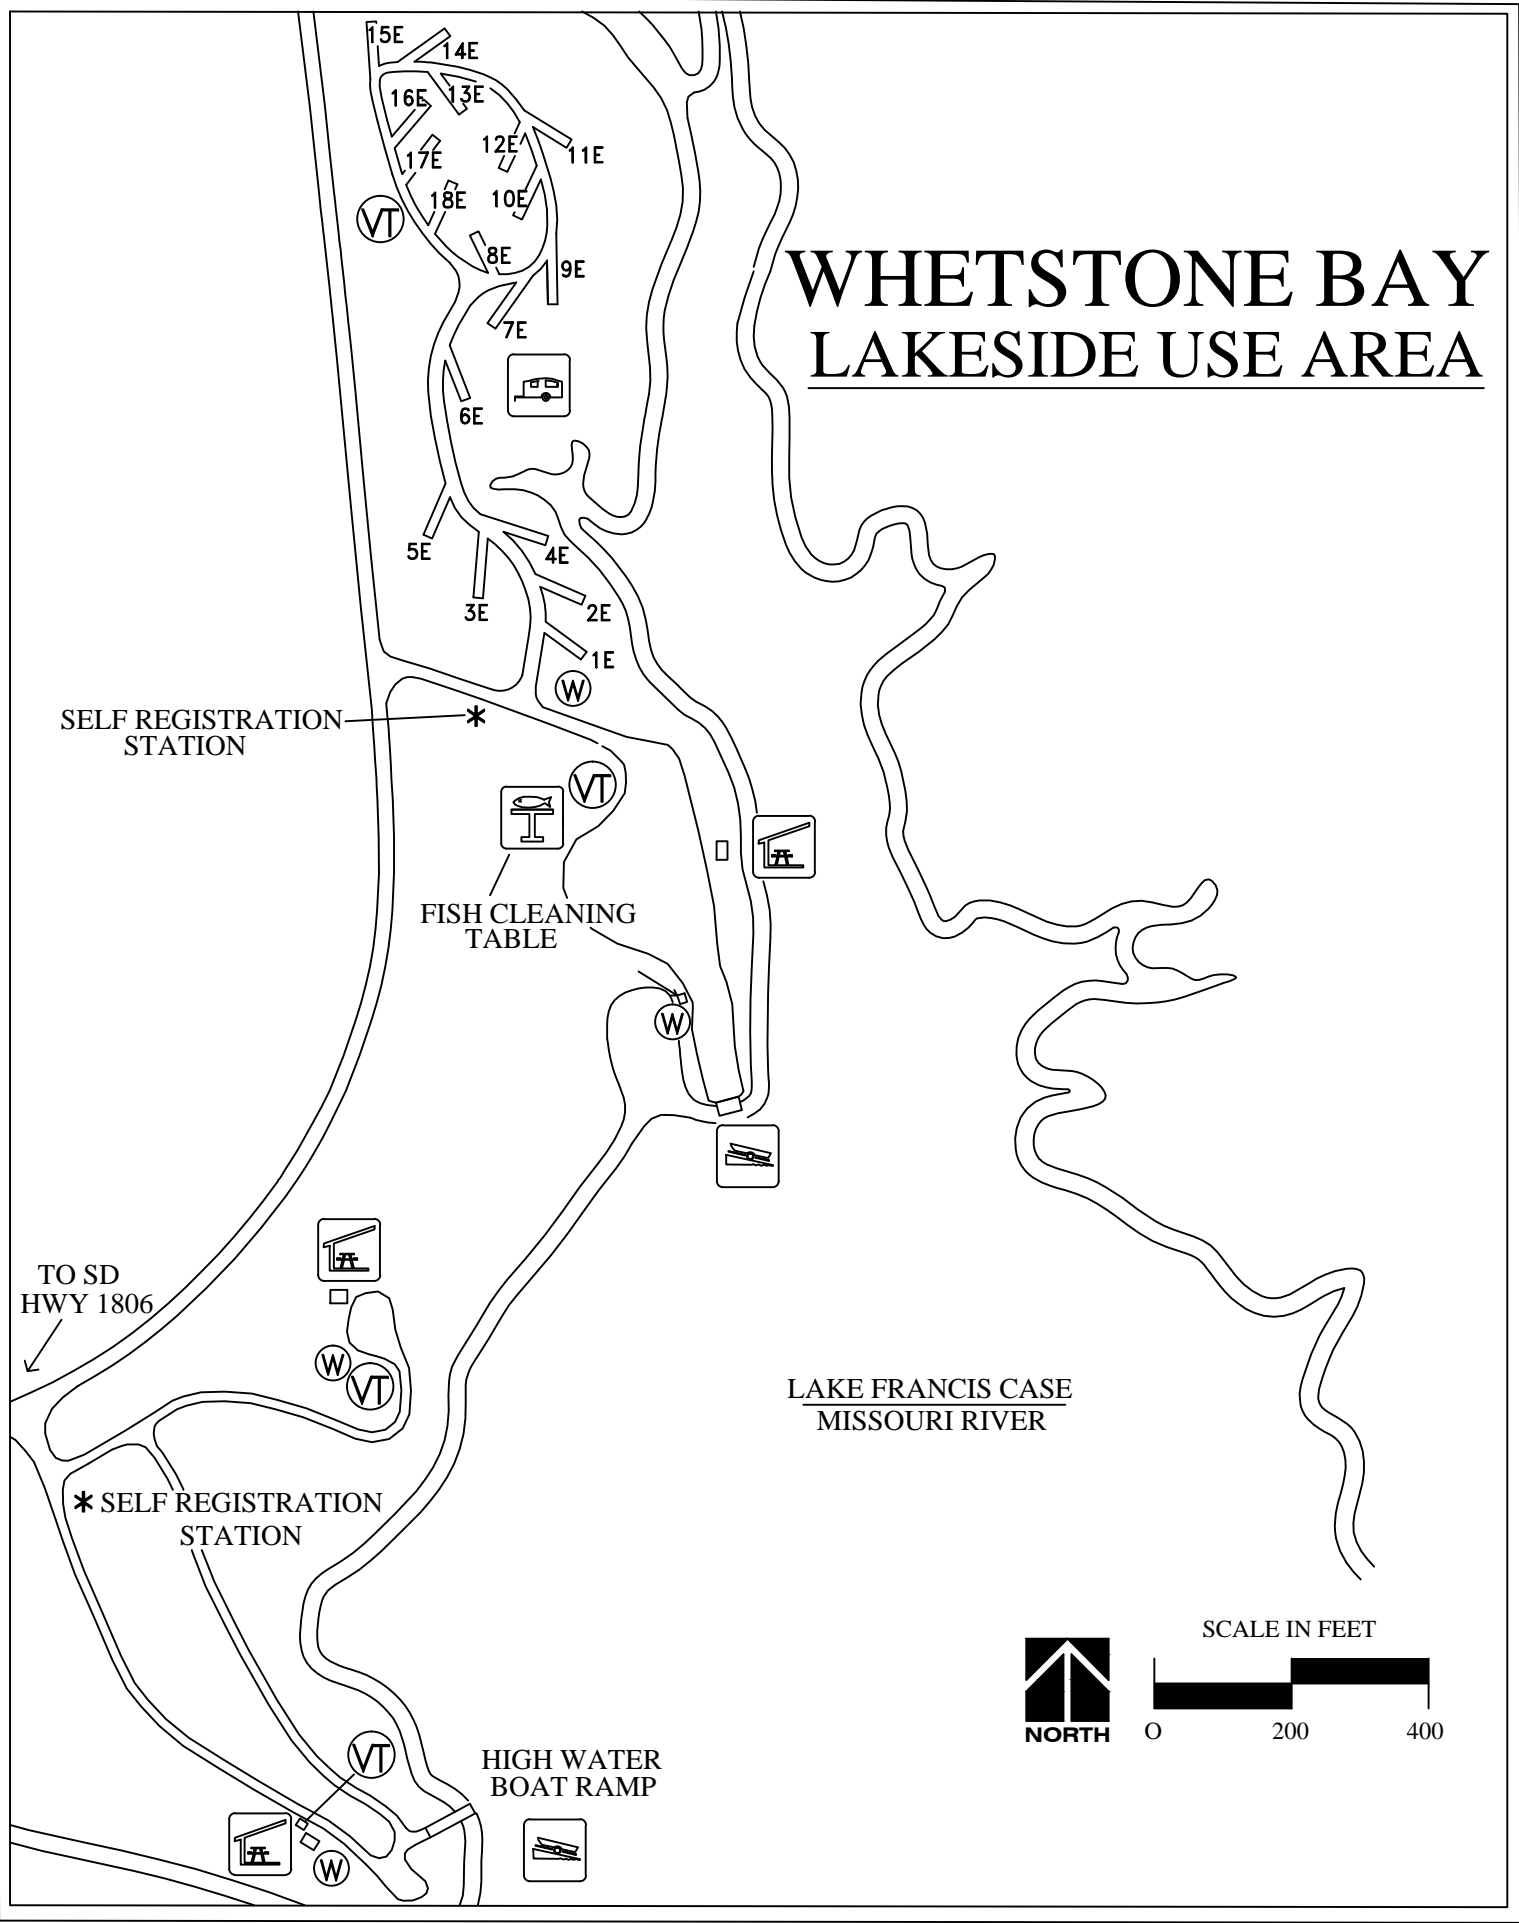 15E
14E
16E
13E
12E
11E
17E
18E
10E
VT
8E
9E
WHETSTONE BAY
LAKESIDE USE AREA
7E
6E
5E
4E
3E
2E
1E
W
SELF REGISTRATION
STATION
*
VT
FISH CLEANING
TABLE
W
TO SD
HWY 1806
W
VT
LAKE FRANCIS CASE
MISSOURI RIVER
* SELF REGISTRATION
STATION
SCALE IN FEET
NORTH
O 200 400
VT
HIGH WATER
BOAT RAMP
W